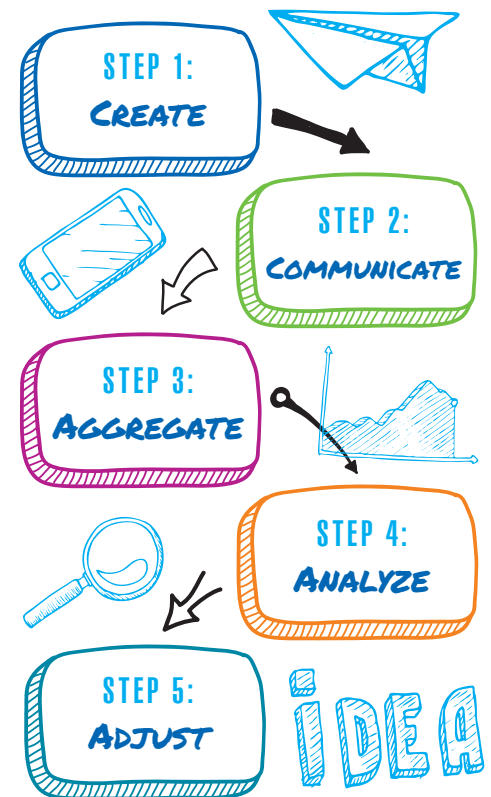 STEP 1:
CREATE
STEP 2:
COMMUNICATE
STEP 3:
AGGREGATE
STEP 4:
ANALYZE
STEP 5:
ADJUST
iDEA